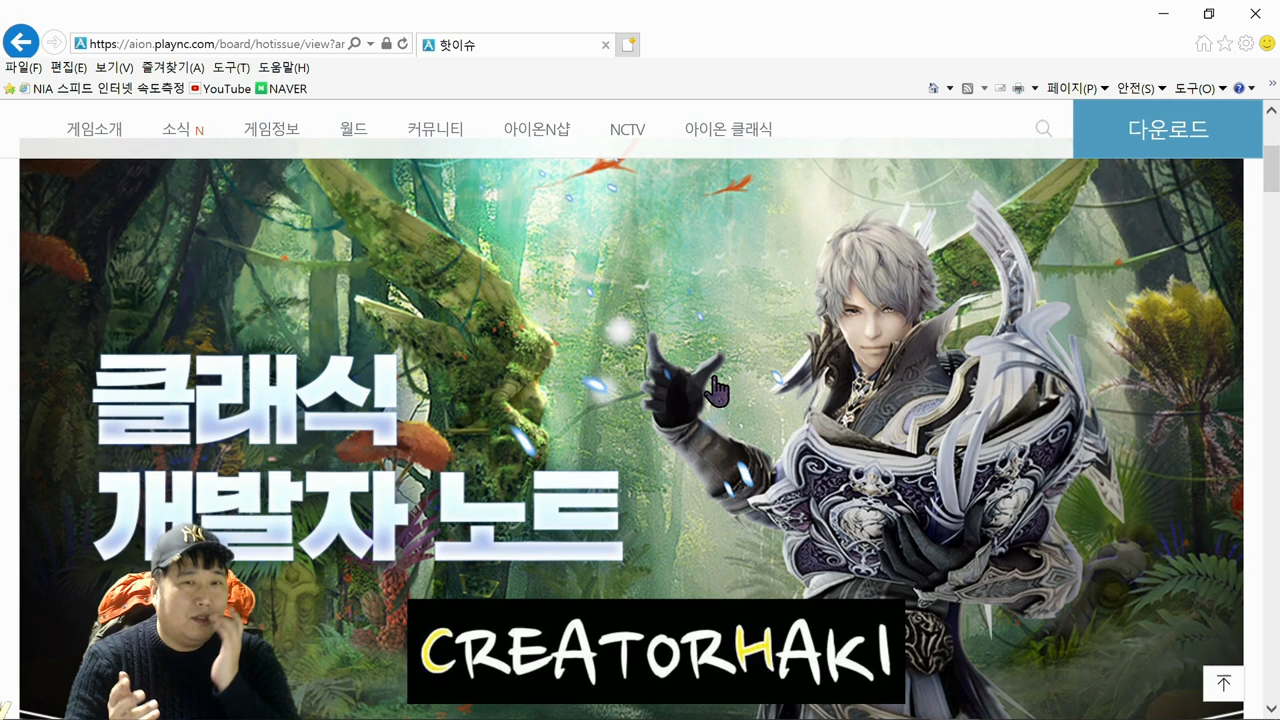 https://aion.plaync.com/board/hotissue/view?ar
핫이슈
파일(F) 편집(E) 보기(V) 즐겨찾기(A) 도구(T) 도움말(H)
NIA 스피드 인터넷 속도측정 YouTube NAVER
페이지(P) 안전(S) 도구(O)
게임소개 소식 N 게임정보 월드 커뮤니티 아이온N샵 NCTV 아이온 클래식
다운로드
클래식
개발자 노트
NY
CREATORHAKI